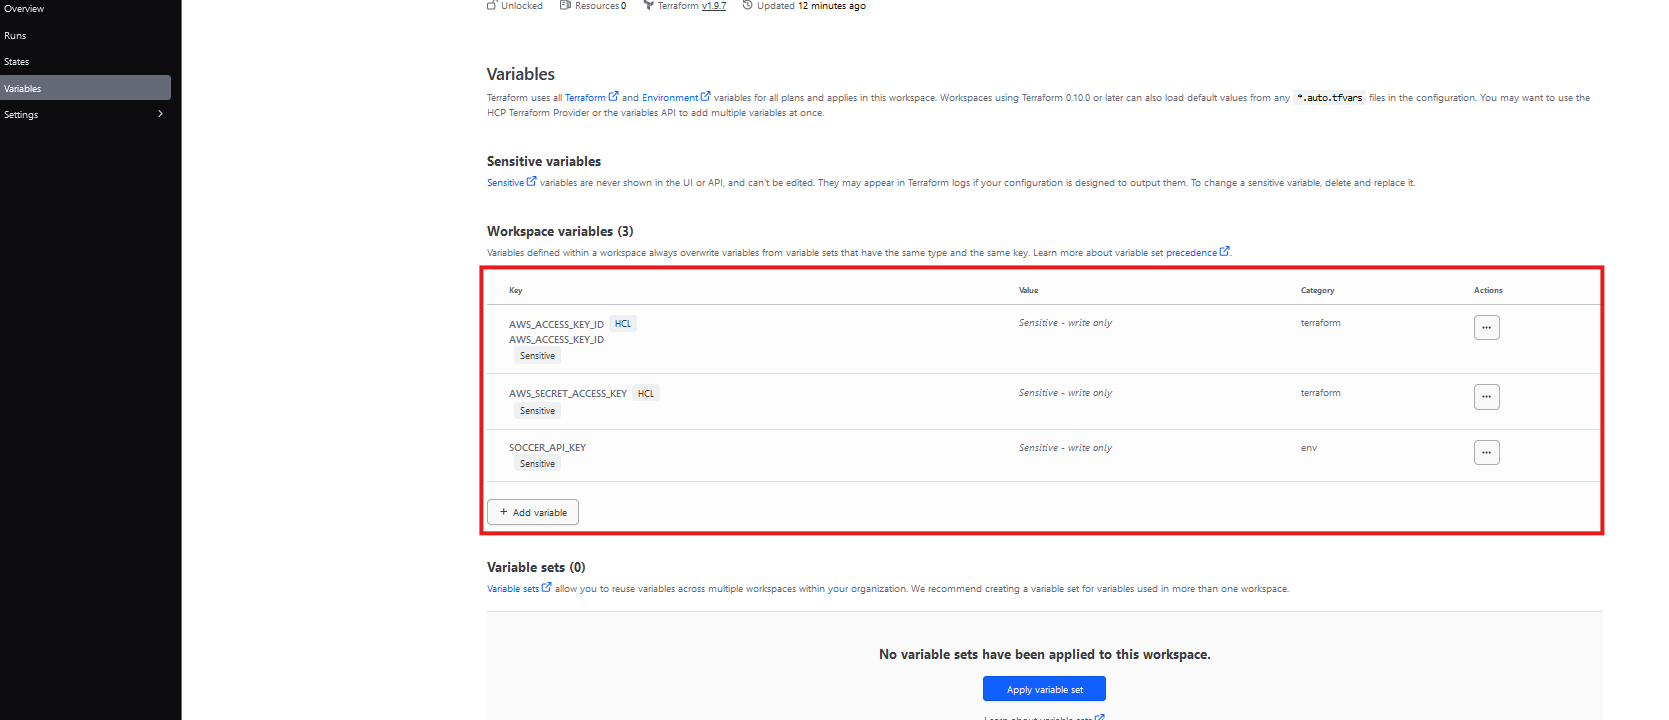 Overview
Unlocked Resources 0 Terraform v1.9.7 Updated 12 minutes ago
Runs
States
Variables
Settings
Variables
Terraform uses all Terraform and Environment variables for all plans and applies in this workspace. Workspaces using Terraform 0.10.0 or later can also load default values from any *.auto.tfvars files in the configuration. You may want to use the
HCP Terraform Provider or the variables API to add multiple variables at once.
Sensitive variables
Sensitive variables are never shown in the UI or API, and can't be edited. They may appear in Terraform logs if your configuration is designed to output them. To change a sensitive variable, delete and replace it.
Workspace variables (3)
Variables defined within a workspace always overwrite variables from variable sets that have the same type and the same key. Learn more about variable set precedence.
Key Value Category Actions
AWS_ACCESS_KEY_ID HCL Sensitive - write only terraform ...
AWS_ACCESS_KEY_ID
Sensitive
AWS_SECRET_ACCESS_KEY HCL Sensitive - write only terraform ...
Sensitive
SOCCER_API_KEY Sensitive - write only env ...
Sensitive
+ Add variable
Variable sets (0)
Variable sets allow you to reuse variables across multiple workspaces within your organization. We recommend creating a variable set for variables used in more than one workspace.
No variable sets have been applied to this workspace.
Apply variable set
Learn about variable sets